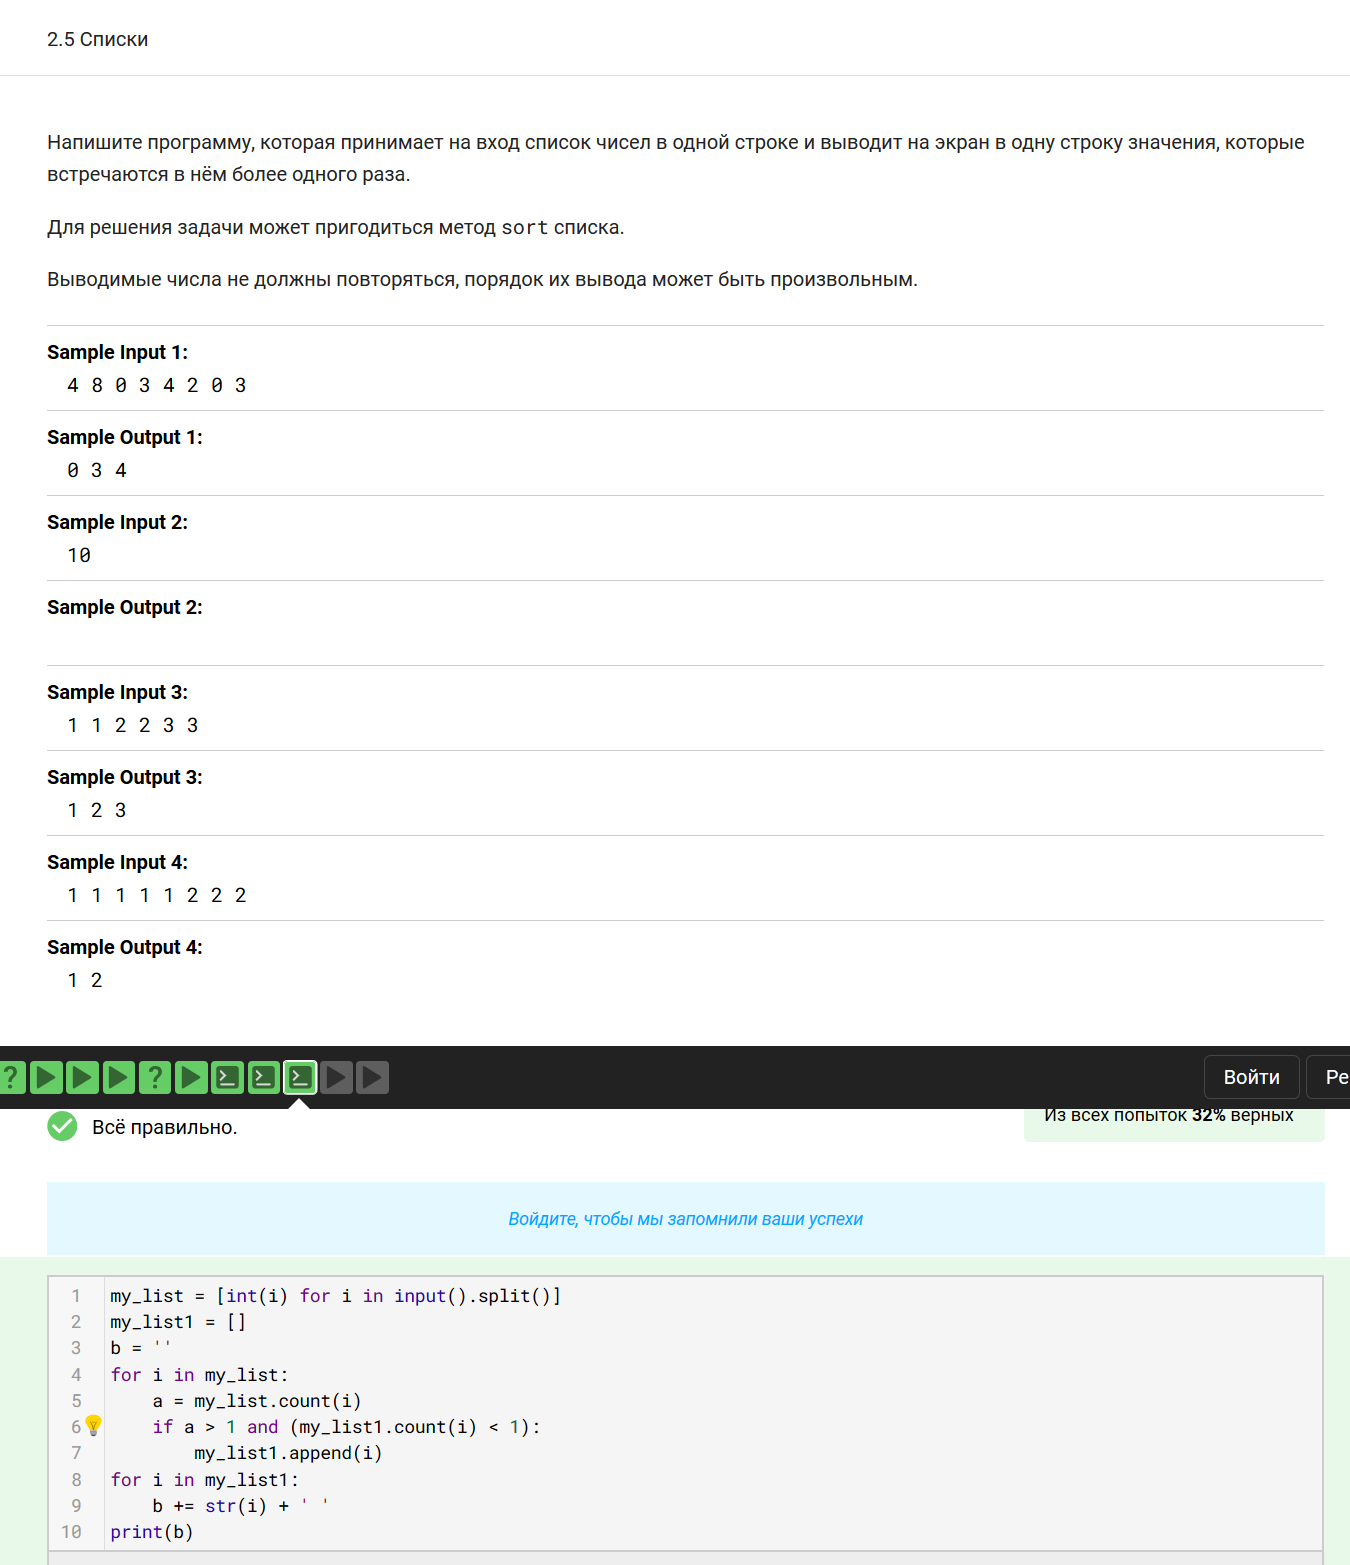 2.5 Списки
Напишите программу, которая принимает на вход список чисел в одной строке и выводит на экран в одну строку значения, которые
встречаются в нём более одного раза.
Для решения задачи может пригодиться метод sort списка.
Выводимые числа не должны повторяться, порядок их вывода может быть произвольным.
Sample Input 1:
4 8 0 3 4 2 0 3
Sample Output 1:
0 3 4
Sample Input 2:
10
Sample Output 2:
Sample Input 3:
1 1 2 2 3 3
Sample Output 3:
1 2 3
Sample Input 4:
1 1 1 1 1 2 2 2
Sample Output 4:
1 2
? ? Войти Ре
Всё правильно. Из всех попыток 32% верных
Войдите, чтобы мы запомнили ваши успехи
1 my_list = [int(i) for i in input().split()]
2 my_list1 = []
3 b = ''
4 for i in my_list:
5     a = my_list.count(i)
6     if a > 1 and (my_list1.count(i) < 1):
7         my_list1.append(i)
8 for i in my_list1:
9     b += str(i) + ' '
10 print(b)